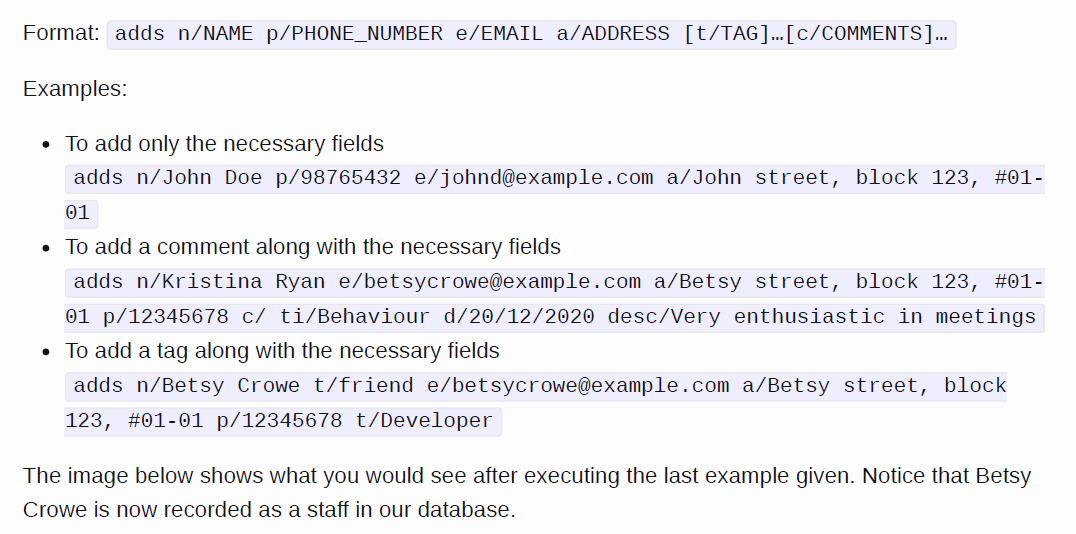 Format: adds n/NAME p/PHONE_NUMBER e/EMAIL a/ADDRESS [t/TAG]…[c/COMMENTS]…
Examples:
• To add only the necessary fields
adds n/John Doe p/98765432 e/johnd@example.com a/John street, block 123, #01-
01
• To add a comment along with the necessary fields
adds n/Kristina Ryan e/betsycrowe@example.com a/Betsy street, block 123, #01-
01 p/12345678 c/ ti/Behaviour d/20/12/2020 desc/Very enthusiastic in meetings
• To add a tag along with the necessary fields
adds n/Betsy Crowe t/friend e/betsycrowe@example.com a/Betsy street, block
123, #01-01 p/12345678 t/Developer
The image below shows what you would see after executing the last example given. Notice that Betsy
Crowe is now recorded as a staff in our database.